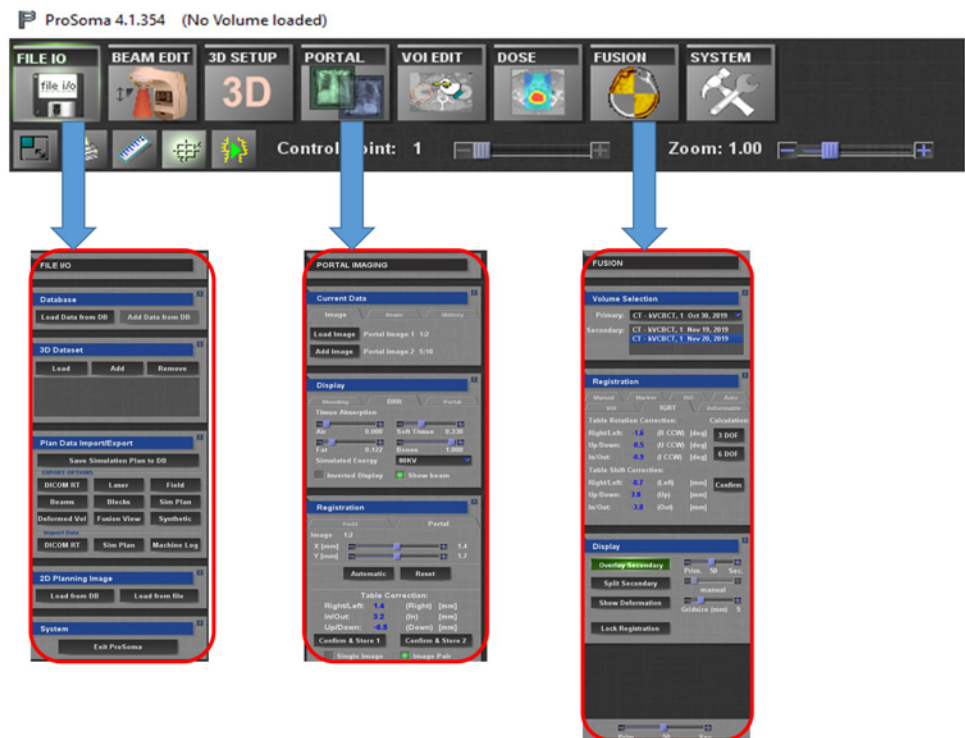 ProSoma 4.1.354 (No Volume loaded)
FILE IO BEAM EDIT 3D SETUP PORTAL VOI EDIT DOSE FUSION SYSTEM
file i/o
3D
Control Point: 1 Zoom: 1.00
FILE I/O
Database
Load Data from DB Add Data from DB
3D Dataset
Load Add Remove
Plan Data Import/Export
Save Simulation Plan to DB
EXPORT OPTIONS
DICOM RT Laser Field
Beams Blocks Sim Plan
Deformed Vol Fusion View Synthetic
Import Data
DICOM RT Sim Plan Machine Log
2D Planning Image
Load from DB Load from file
System
Exit ProSoma
PORTAL IMAGING
Current Data
Image Beam History
Load Image Portal Image 1 1:2
Add Image Portal Image 2 5:10
Display
Blending DRR Portal
Tissue Absorption
Air 0.000 Soft Tissue 0.330
Fat 0.122 Bones 1.000
Simulated Energy 80KV
Inverted Display Show beam
Registration
Field Portal
Image 1:2
X [mm] 1.4
Y [mm] 1.7
Automatic Reset
Table Correction:
Right/Left: 1.4 (Right) [mm]
In/Out: 3.2 (In) [mm]
Up/Down: -0.8 (Down) [mm]
Confirm & Store 1 Confirm & Store 2
Single Image Image Pair
FUSION
Volume Selection
Primary: CT - kVCBCT, 1 Oct 30, 2019
Secondary: CT - kVCBCT, 1 Nov 19, 2019
CT - kVCBCT, 1 Nov 20, 2019
Registration
Manual Marker ISO Auto
VOI IGRT Deformable
Table Rotation Correction: Calculation:
Right/Left: -1.6 (R CCW) [deg] 3 DOF
Up/Down: -0.5 (U CCW) [deg]
In/Out: -0.9 (I CCW) [deg] 6 DOF
Table Shift Correction:
Right/Left: -0.7 (Left) [mm] Confirm
Up/Down: 3.8 (Up) [mm]
In/Out: -3.8 (Out) [mm]
Display
Overlay Secondary Prim. 50 Sec.
Split Secondary manual
Show Deformation Gridsize (mm) 5
Lock Registration
Prim. 50 Sec.